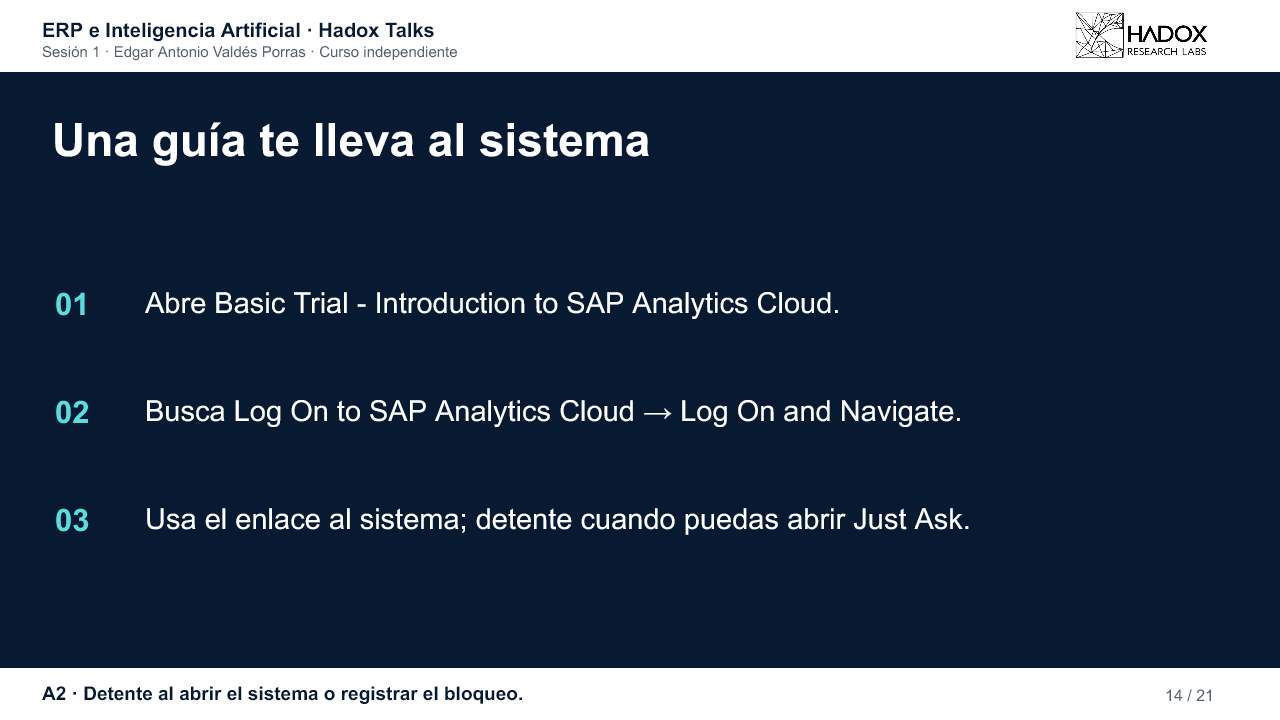 ERP e Inteligencia Artificial · Hadox Talks
Sesión 1 · Edgar Antonio Valdés Porras · Curso independiente
HADOX
RESEARCH LABS
Una guía te lleva al sistema
01 Abre Basic Trial - Introduction to SAP Analytics Cloud.
02 Busca Log On to SAP Analytics Cloud → Log On and Navigate.
03 Usa el enlace al sistema; detente cuando puedas abrir Just Ask.
A2 · Detente al abrir el sistema o registrar el bloqueo.
14 / 21